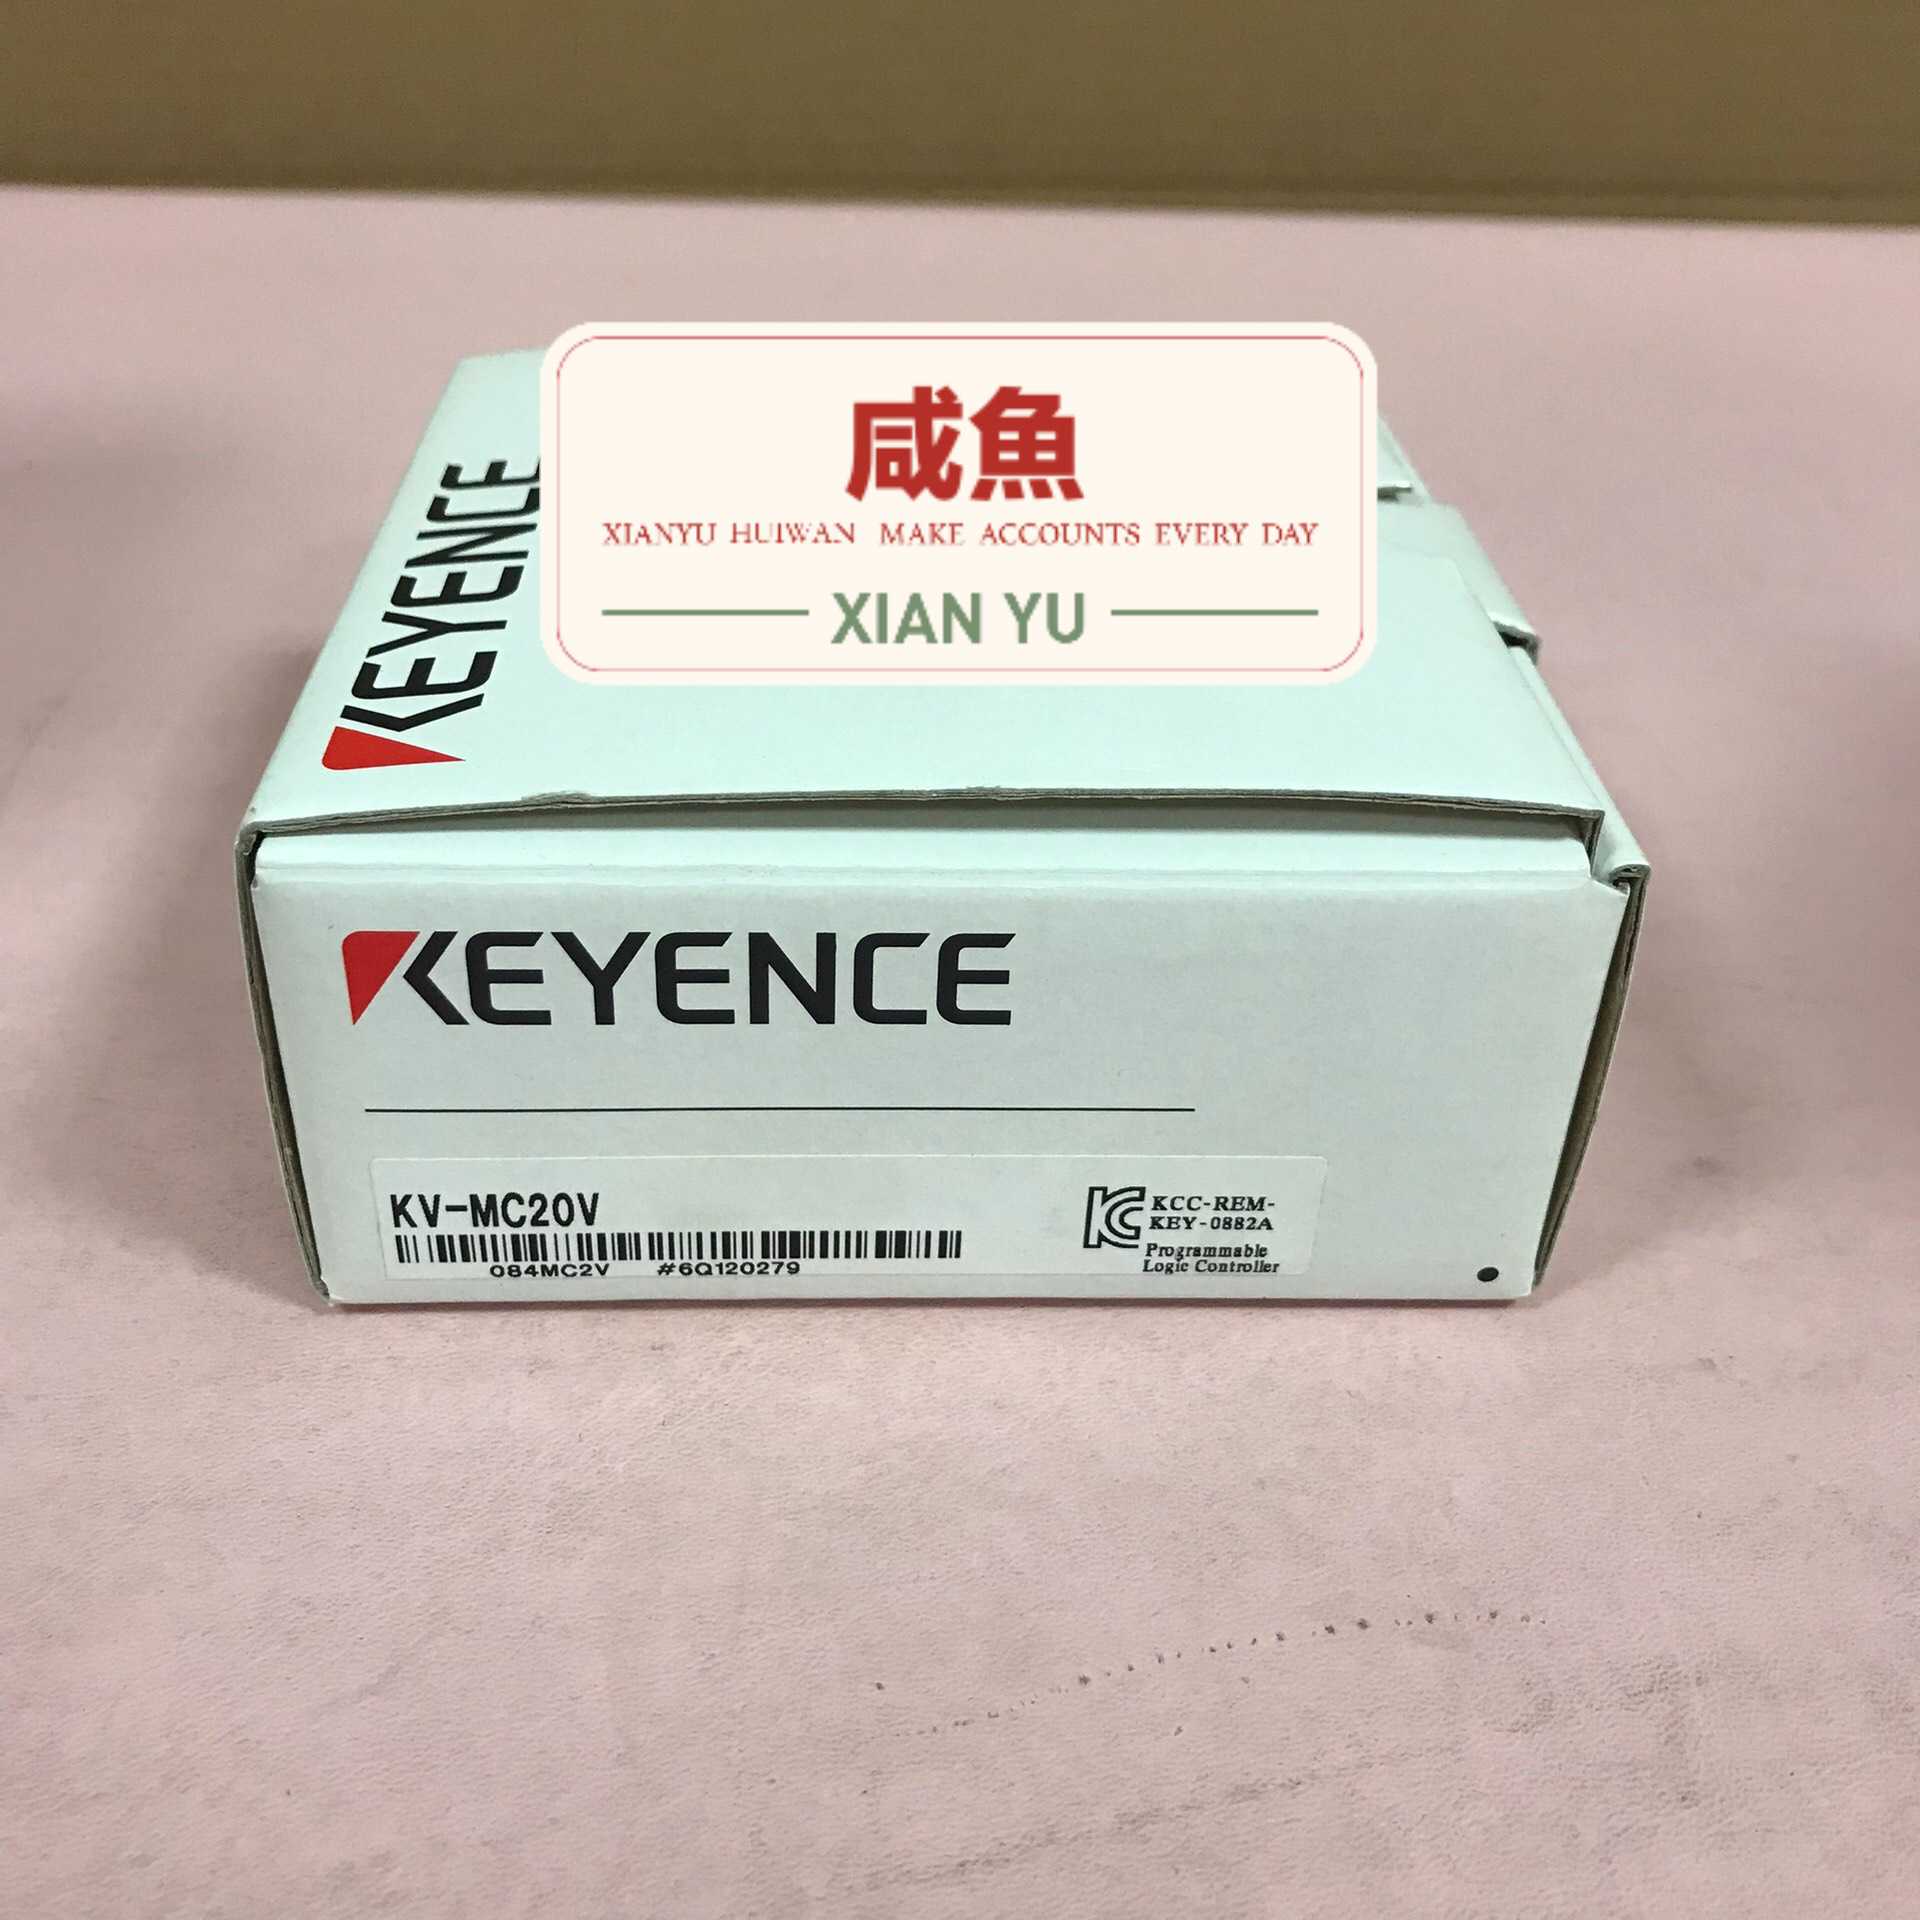 咸魚
XIANYU HUIWAN MAKE ACCOUNTS EVERY DAY
XIAN YU
KEYENCE
KEYENCE
KV-MC20V
084MC2V #6Q120279
KCC-REM-
KEY-0882A
Programmable
Logic Controller